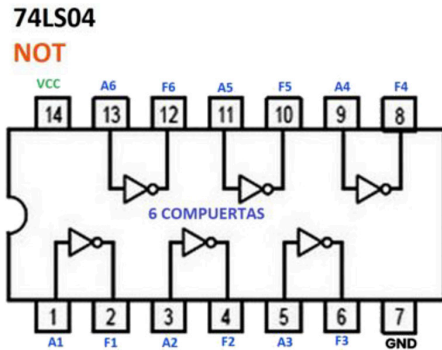 74LS04
NOT
VCC A6 F6 A5 F5 A4 F4
14 13 12 11 10 9 8
6 COMPUERTAS
1 2 3 4 5 6 7
A1 F1 A2 F2 A3 F3 GND